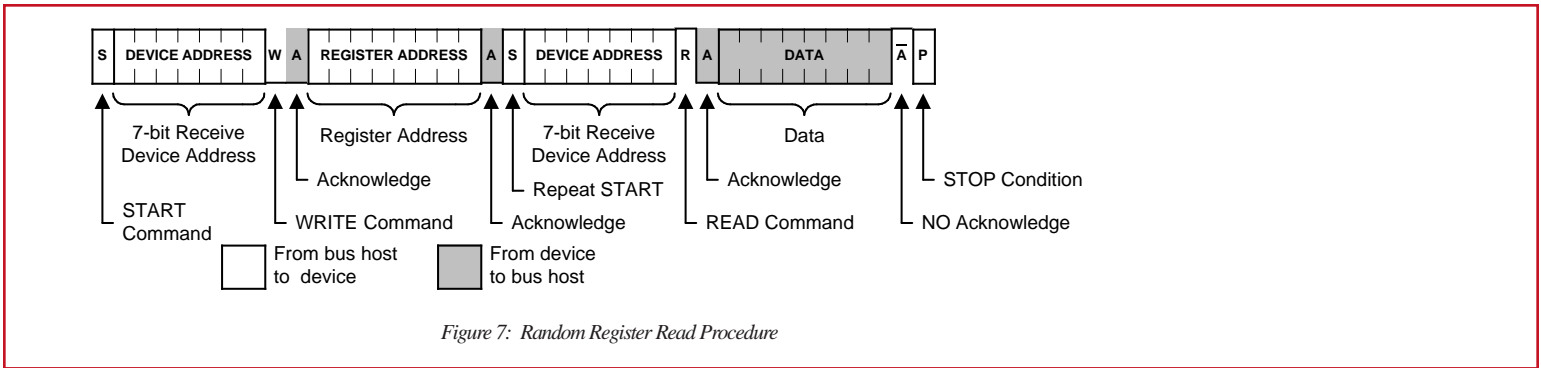 S DEVICE ADDRESS W A REGISTER ADDRESS A S DEVICE ADDRESS R A DATA A̅ P
7-bit Receive
Device Address
Register Address
7-bit Receive
Device Address
Data
Acknowledge
Repeat START
Acknowledge
STOP Condition
START
Command
WRITE Command
Acknowledge
READ Command
NO Acknowledge
From bus host
to device
From device
to bus host
Figure 7: Random Register Read Procedure